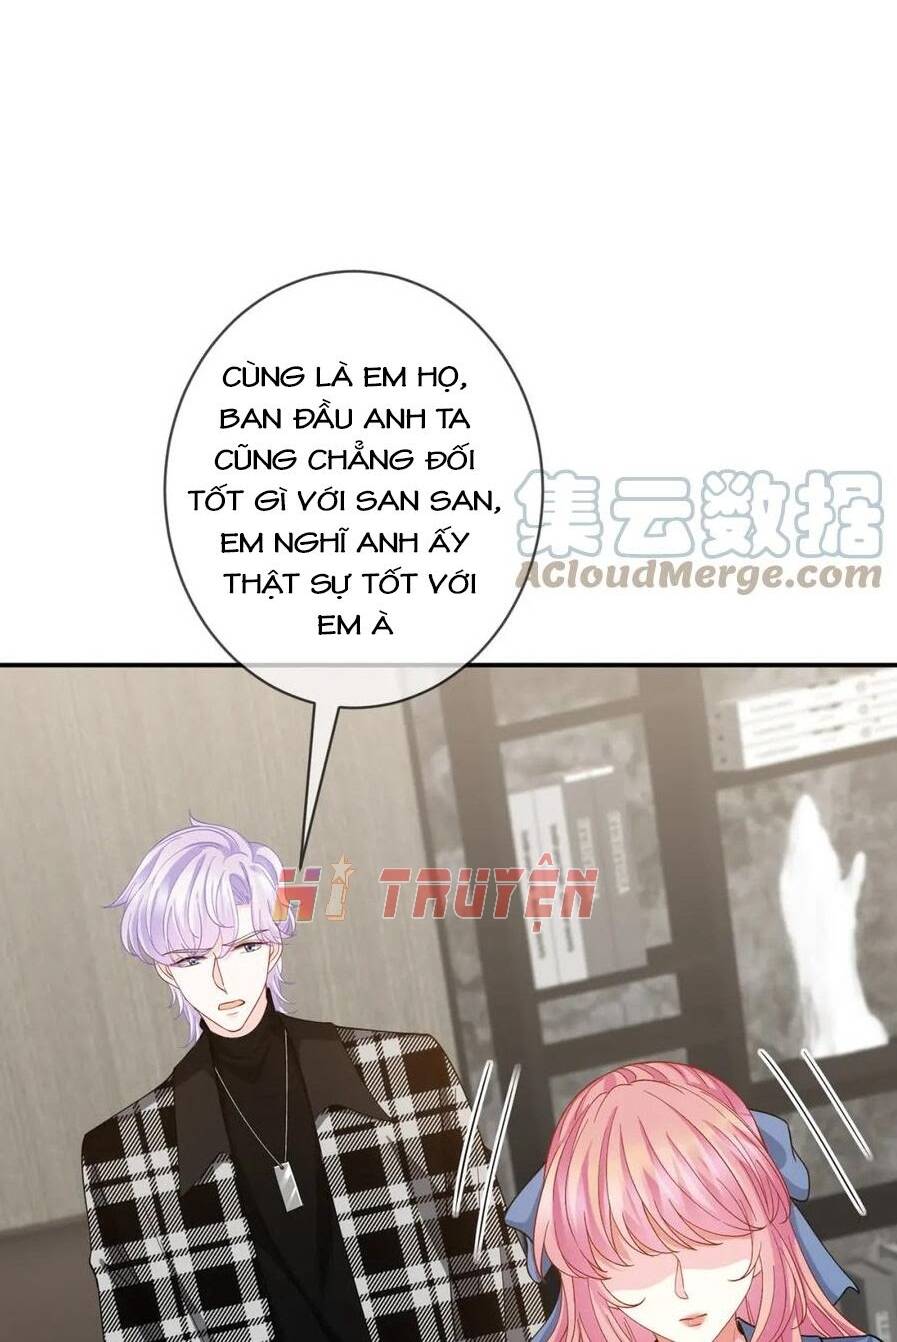 CÙNG LÀ EM HỌ,
BAN ĐẦU ANH TA
CŨNG CHẲNG ĐỐI
TỐT GÌ VỚI SAN SAN,
EM NGHĨ ANH ẤY
THẬT SỰ TỐT VỚI
EM À
集云数据
ACloudMerge.com
HI TRUYỆN